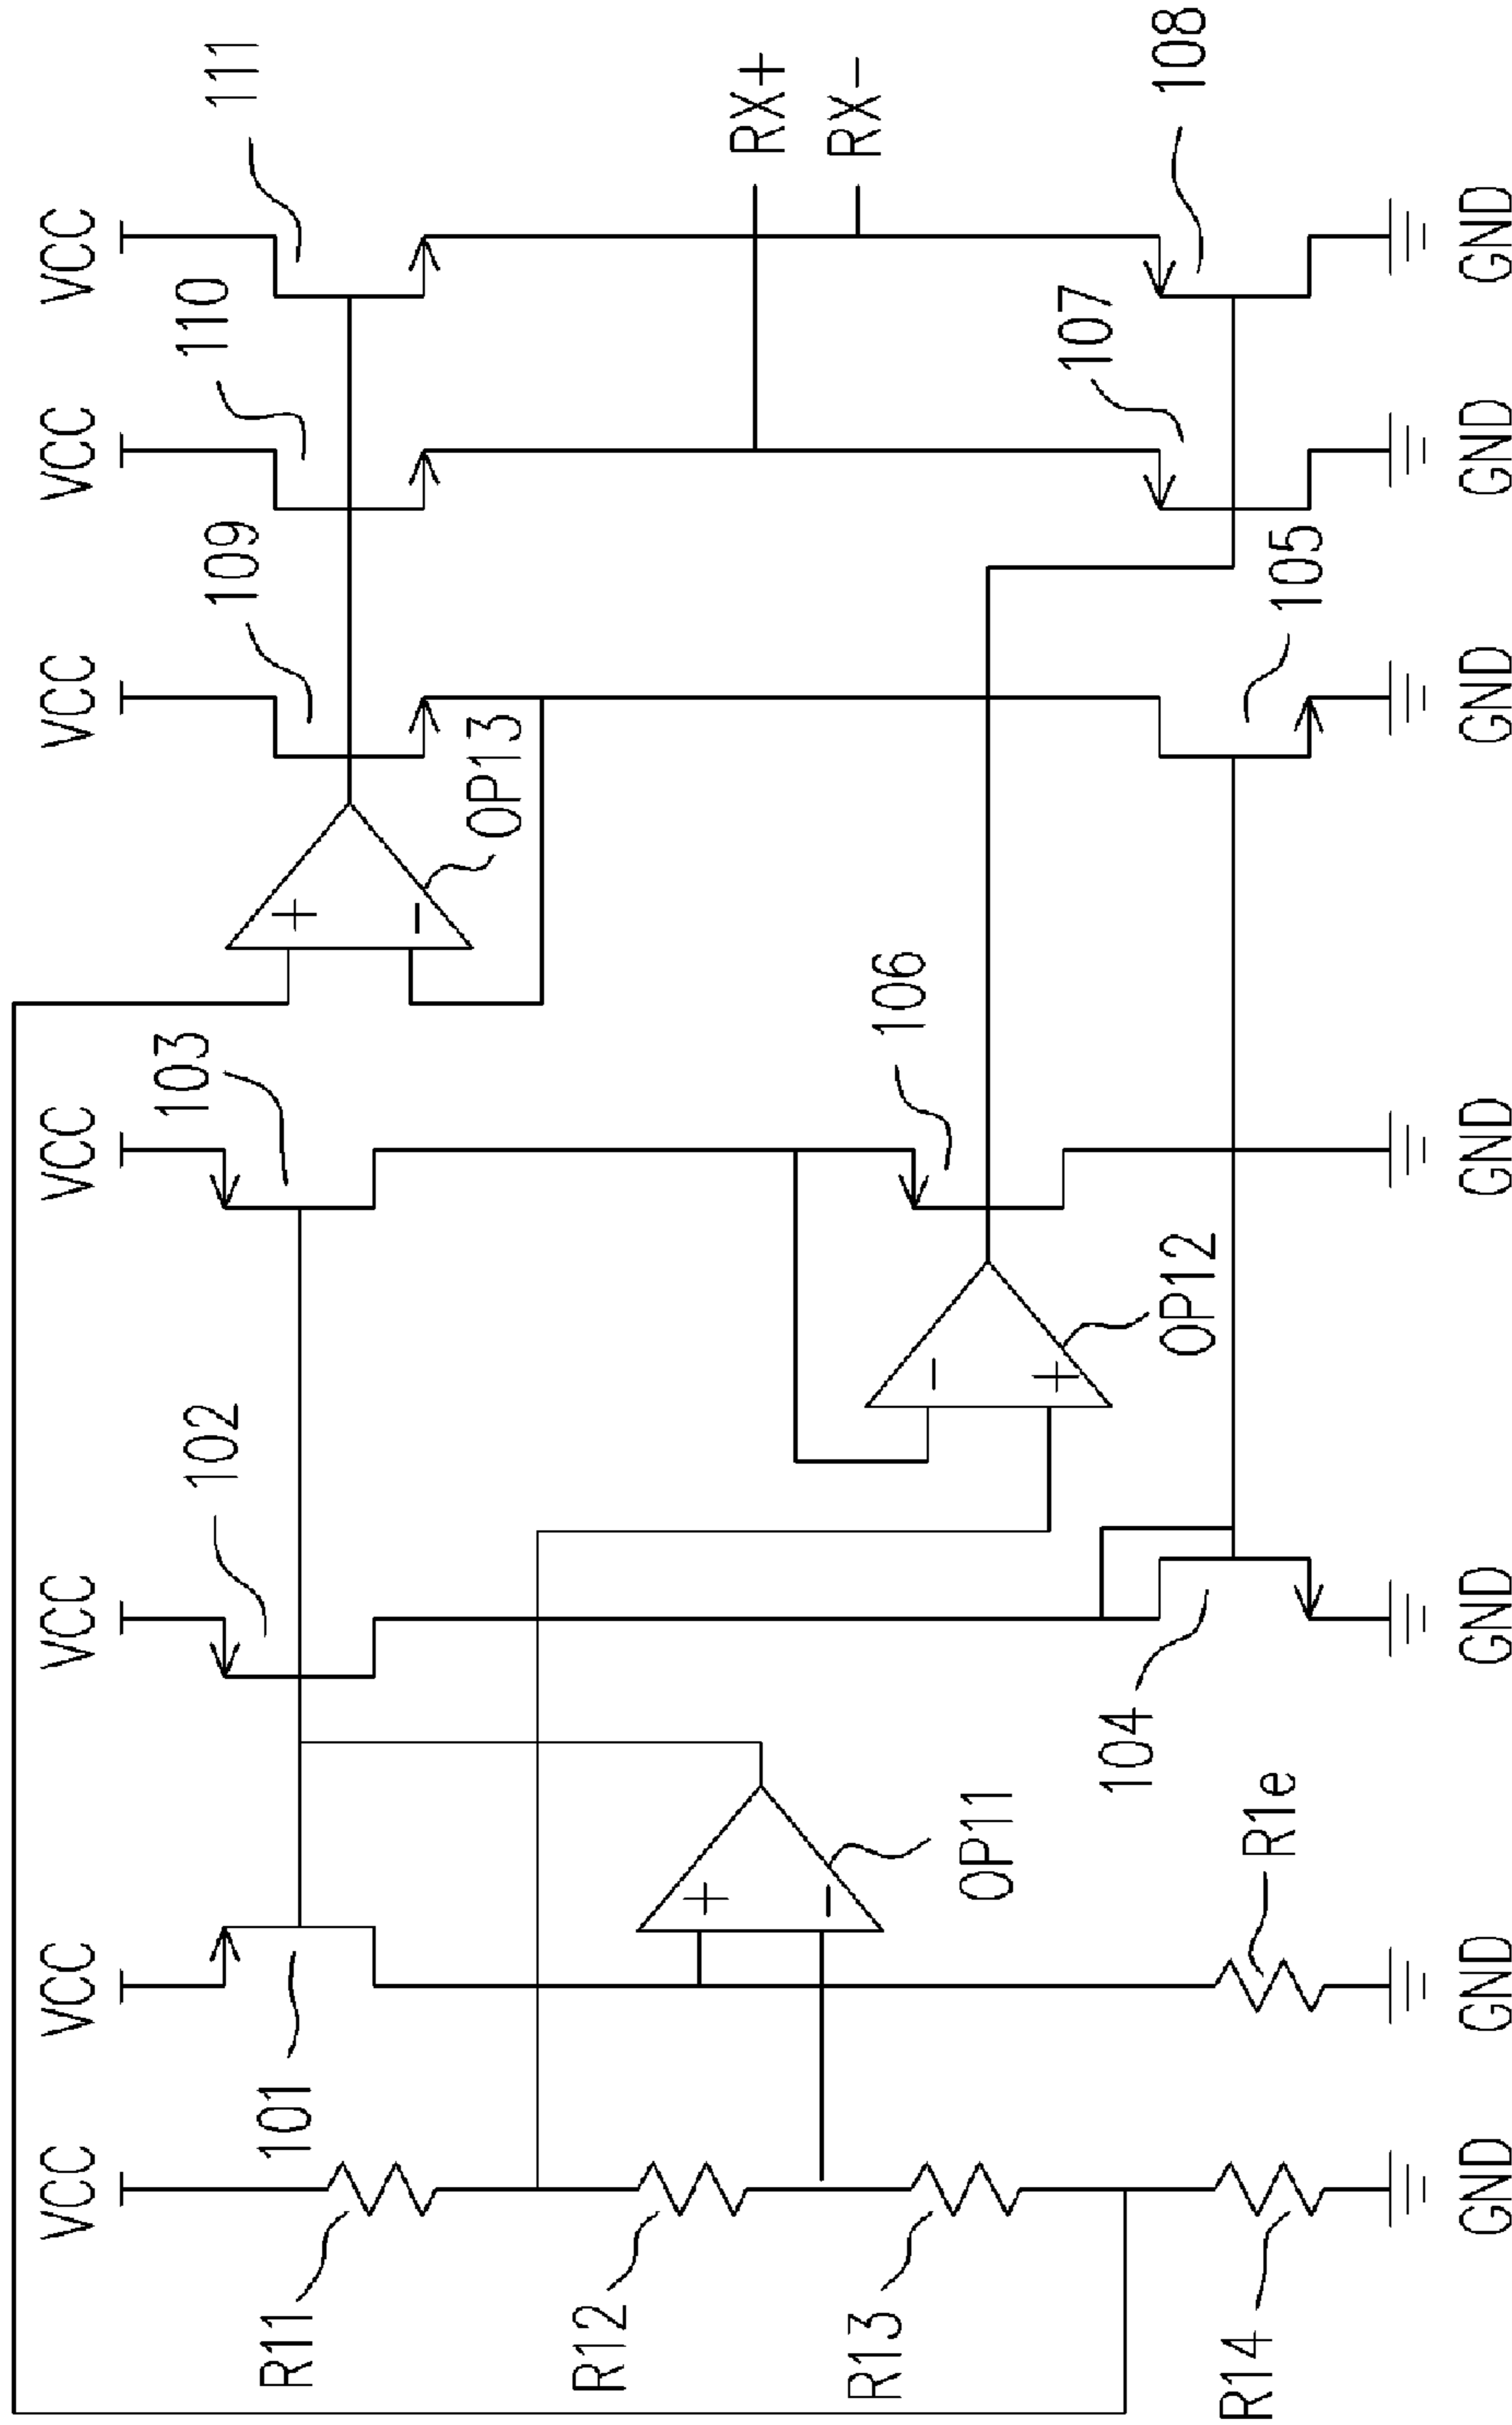 VCC
VCC
VCC
VCC
VCC
VCC
VCC
R11
R12
R13
R14
101
102
103
104
105
106
107
108
109
110
111
R1e
OP11
OP12
OP13
+
-
-
+
+
-
RX+
RX-
GND
GND
GND
GND
GND
GND
GND